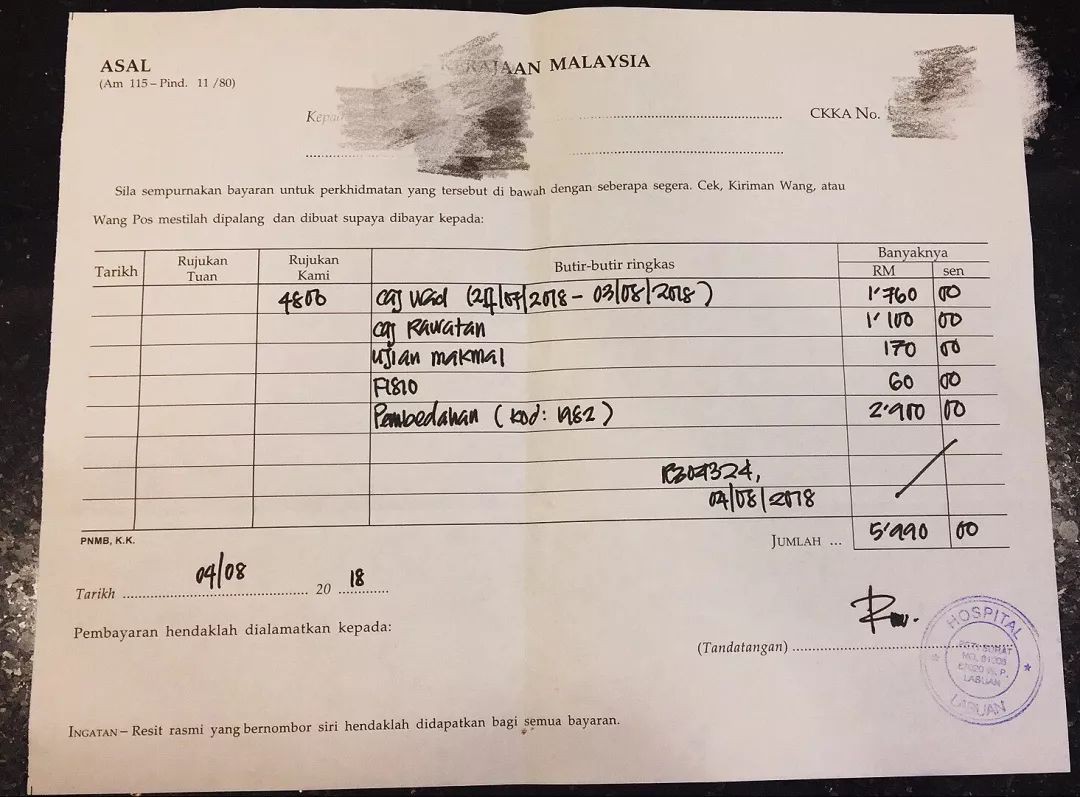 ASAL
(Am 115 – Pind. 11/80)
KERAJAAN MALAYSIA
Kepada
CKKA No.
Sila sempurnakan bayaran untuk perkhidmatan yang tersebut di bawah dengan seberapa segera. Cek, Kiriman Wang, atau
Wang Pos mestilah dipalang dan dibuat supaya dibayar kepada:
Tarikh Rujukan Tuan Rujukan Kami Butir-butir ringkas Banyaknya RM sen
4800 caj wad (/07/2018 - 03/08/2018) 1'760 00
caj Rawatan 1'100 00
ujian makmal 170 00
60 00
Pembedahan (kod: 1982) 2'900 00
04/08/2018
PNMB, K.K.
JUMLAH ... 5'990 00
Tarikh 04/08 20 18
Pembayaran hendaklah dialamatkan kepada:
(Tandatangan)
HOSPITAL
PETI SURAT
LABUAN
LABUAN
INGATAN – Resit rasmi yang bernombor siri hendaklah didapatkan bagi semua bayaran.